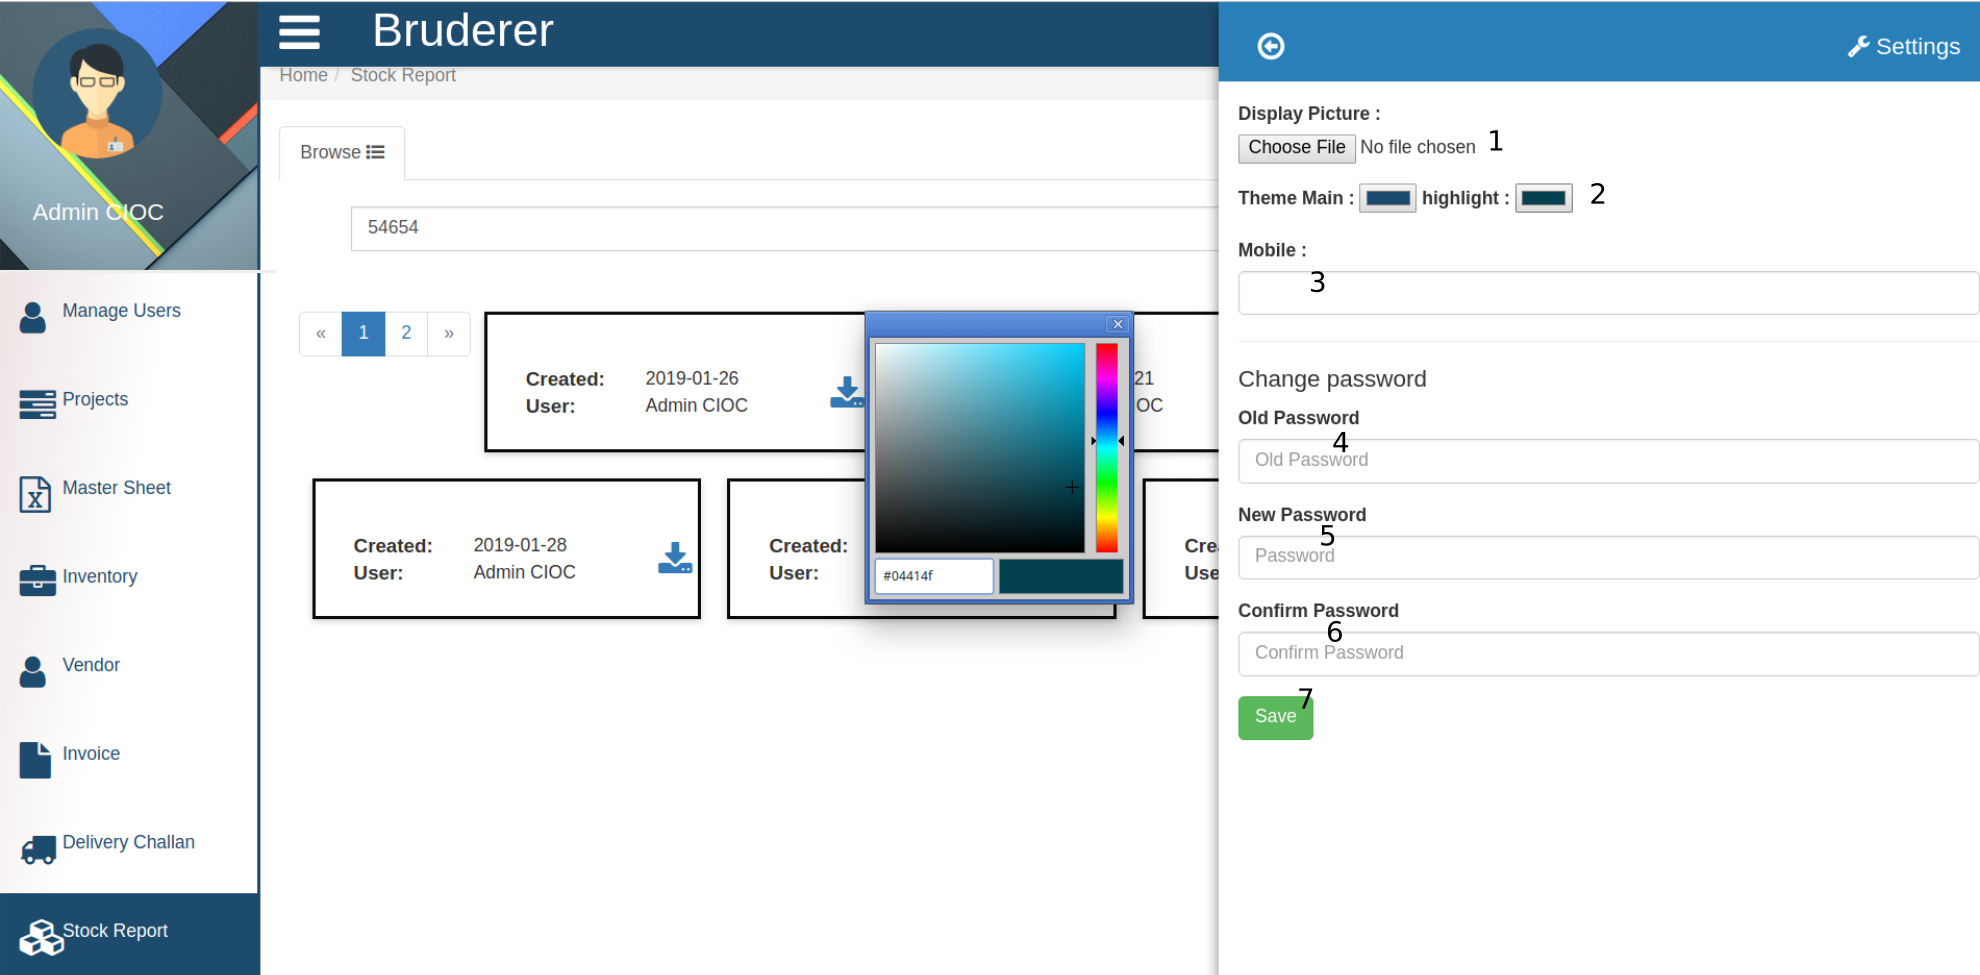 Bruderer
Settings
Home / Stock Report
Admin CIOC
Manage Users
Projects
Master Sheet
Inventory
Vendor
Invoice
Delivery Challan
Stock Report
Browse
54654
« 1 2 »
Created: 2019-01-26
User: Admin CIOC
21
OC
Created: 2019-01-28
User: Admin CIOC
Created:
User:
Cre
Use
#04414f
Display Picture :
Choose File No file chosen 1
Theme Main : highlight : 2
Mobile :
3
Change password
Old Password
4
Old Password
New Password
5
Password
Confirm Password
6
Confirm Password
7
Save